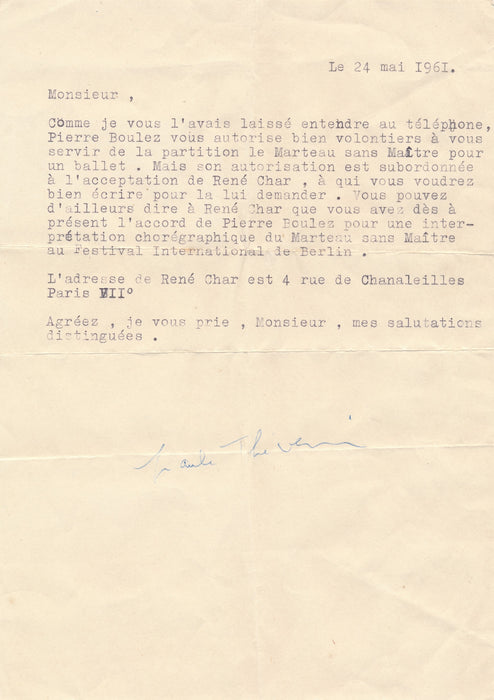 Le 24 mai 1961.
Monsieur ,
Comme je vous l'avais laissé entendre au téléphone,
Pierre Boulez vous autorise bien volontiers à vous
servir de la partition le Marteau sans Maître pour
un ballet . Mais son autorisation est subordonnée
à l'acceptation de René Char , à qui vous voudrez
bien écrire pour la lui demander . Vous pouvez
d'ailleurs dire à René Char que vous avez dès à
présent l'accord de Pierre Boulez pour une inter-
prétation chorégraphique du Marteau sans Maître
au Festival International de Berlin .
L'adresse de René Char est 4 rue de Chanaleilles
Paris VII°
Agréez , je vous prie , Monsieur , mes salutations
distinguées .
Paule Thévenin